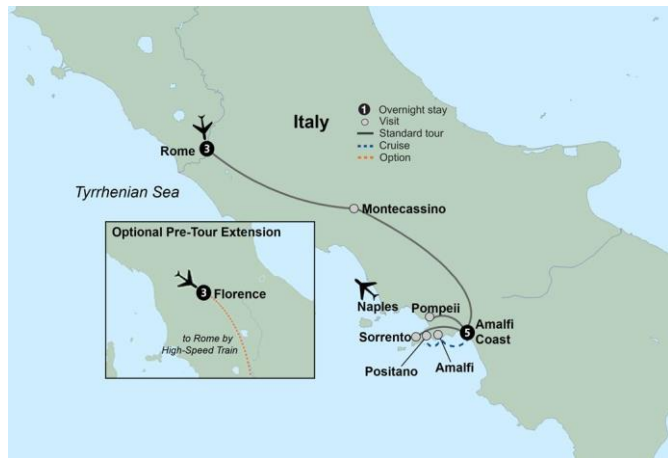 Italy
1 Overnight stay
Visit
Standard tour
Cruise
Option
Rome 3
Tyrrhenian Sea
Montecassino
Optional Pre-Tour Extension
3 Florence
to Rome by
High-Speed Train
Naples
Pompeii
Sorrento
5 Amalfi
Coast
Positano
Amalfi